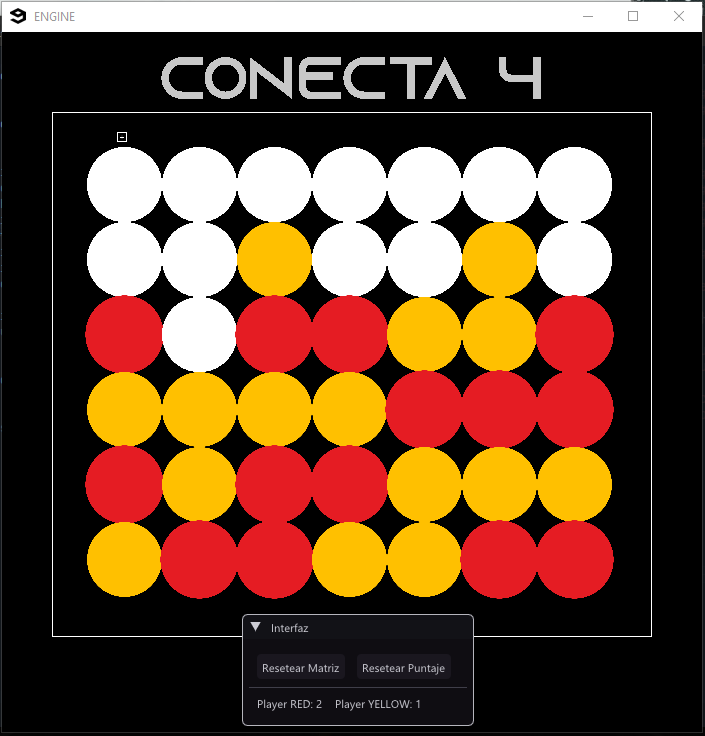 ENGINE
CONECTA 4
Interfaz
Resetear Matriz Resetear Puntaje
Player RED: 2 Player YELLOW: 1